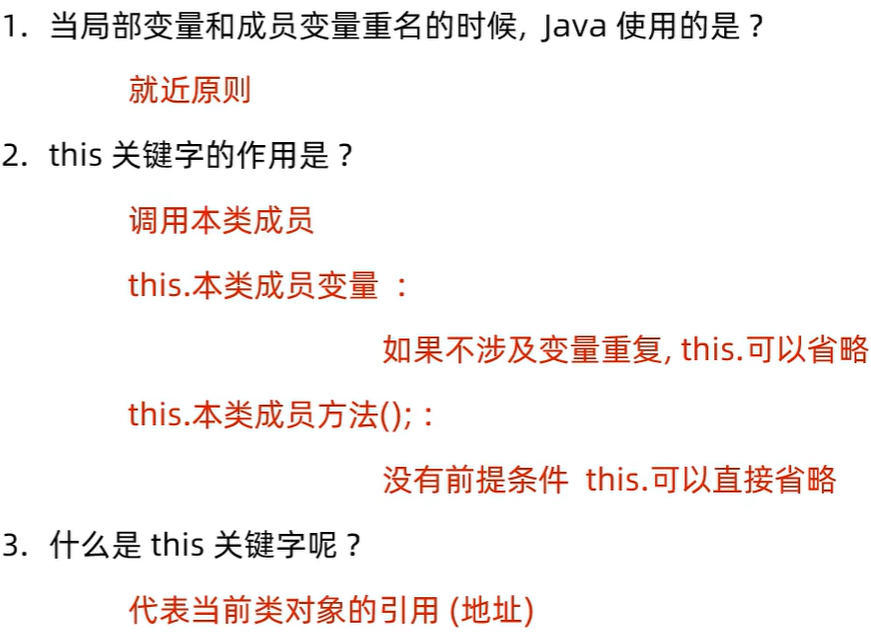 1. 当局部变量和成员变量重名的时候, Java 使用的是 ?
就近原则
2. this 关键字的作用是 ?
调用本类成员
this.本类成员变量 :
如果不涉及变量重复, this.可以省略
this.本类成员方法(); :
没有前提条件 this.可以直接省略
3. 什么是 this 关键字呢 ?
代表当前类对象的引用 (地址)